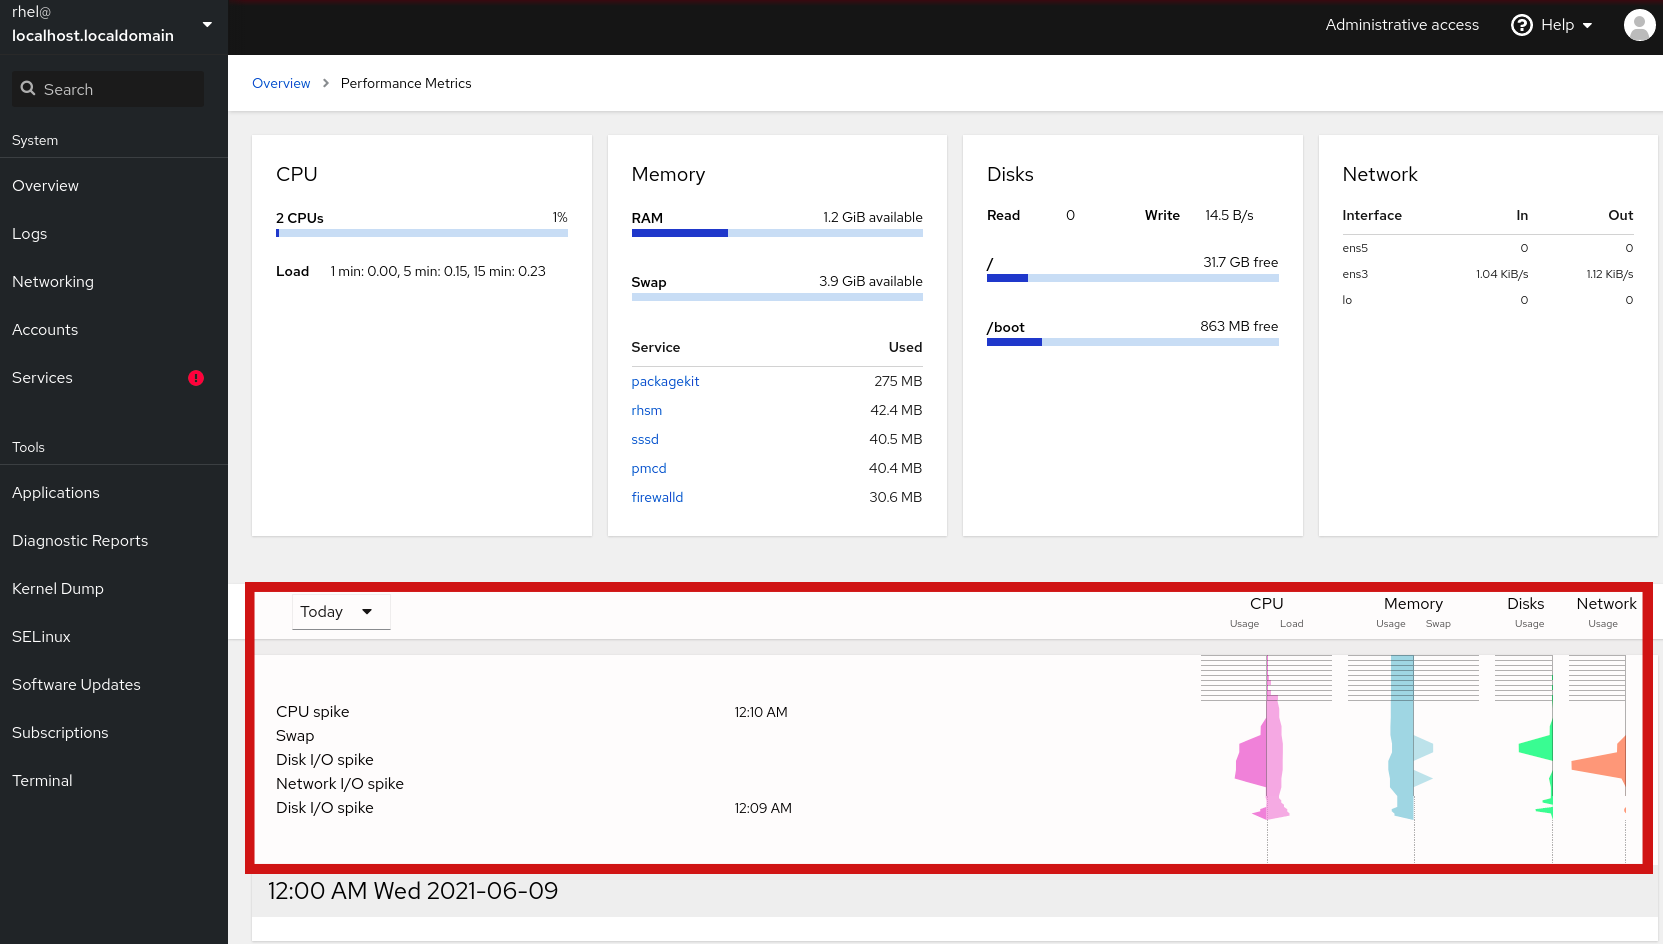 rhel@
localhost.localdomain
Search
System
Overview
Logs
Networking
Accounts
Services
Tools
Applications
Diagnostic Reports
Kernel Dump
SELinux
Software Updates
Subscriptions
Terminal
Administrative access
Help
Overview > Performance Metrics
CPU
2 CPUs 1%
Load 1 min: 0.00, 5 min: 0.15, 15 min: 0.23
Memory
RAM 1.2 GiB available
Swap 3.9 GiB available
Service Used
packagekit 275 MB
rhsm 42.4 MB
sssd 40.5 MB
pmcd 40.4 MB
firewalld 30.6 MB
Disks
Read 0 Write 14.5 B/s
/ 31.7 GB free
/boot 863 MB free
Network
Interface In Out
ens5 0 0
ens3 1.04 KiB/s 1.12 KiB/s
lo 0 0
Today
CPU Memory Disks Network
Usage Load Usage Swap Usage Usage
CPU spike 12:10 AM
Swap
Disk I/O spike
Network I/O spike
Disk I/O spike 12:09 AM
12:00 AM Wed 2021-06-09